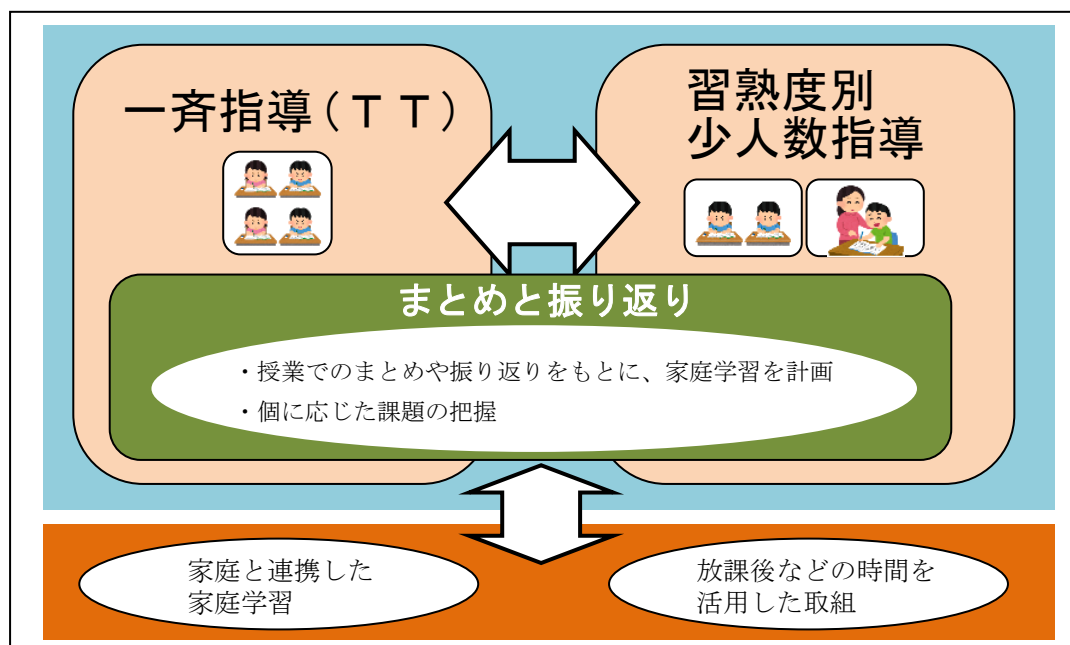 一斉指導(ＴＴ)
習熟度別
少人数指導
まとめと振り返り
・授業でのまとめや振り返りをもとに、家庭学習を計画
・個に応じた課題の把握
家庭と連携した
家庭学習
放課後などの時間を
活用した取組